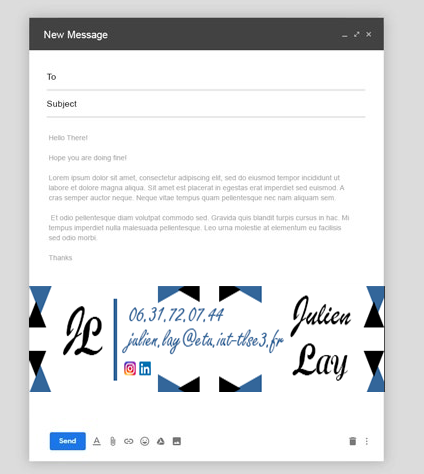 New Message
To
Subject
Hello There!
Hope you are doing fine!
Lorem ipsum dolor sit amet, consectetur adipiscing elit, sed do eiusmod tempor incididunt ut
labore et dolore magna aliqua. Sit amet est placerat in egestas erat imperdiet sed euismod. A
cras semper auctor neque. Neque vitae tempus quam pellentesque nec nam aliquam sem.
Et odio pellentesque diam volutpat commodo sed. Gravida quis blandit turpis cursus in hac. Mi
tempus imperdiet nulla malesuada pellentesque. Leo urna molestie at elementum eu facilisis
sed odio morbi.
Thanks
JL
06.31.72.07.44
julien.lay@etu.iut-tlse3.fr
in
Julien
Lay
Send